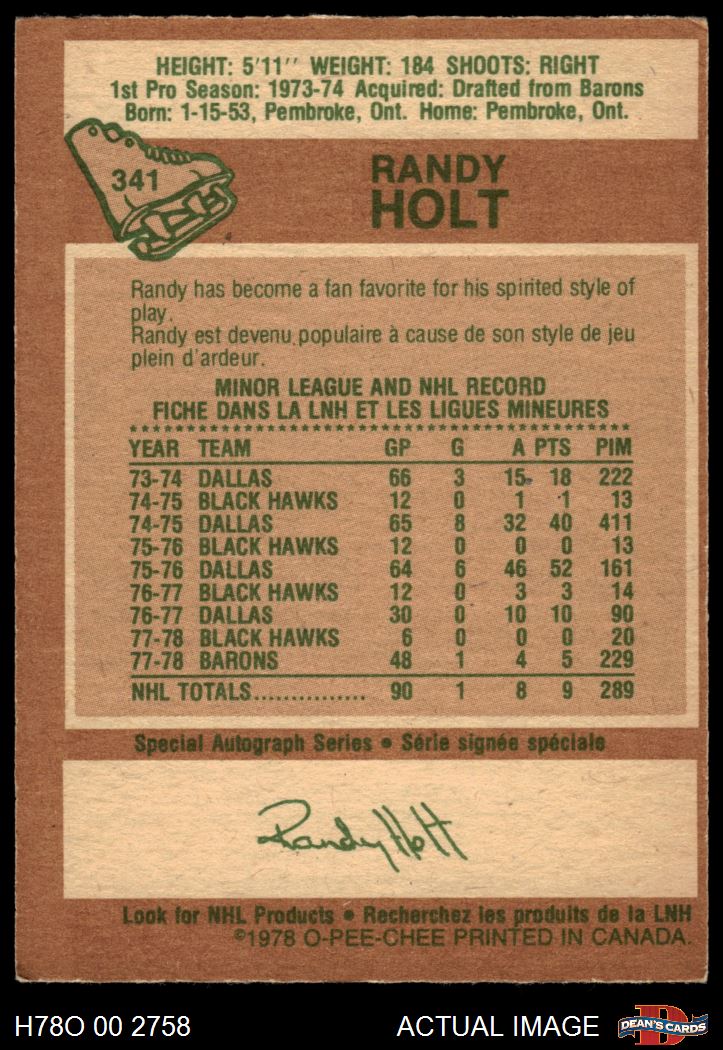 HEIGHT: 5'11'' WEIGHT: 184 SHOOTS: RIGHT
1st Pro Season: 1973-74 Acquired: Drafted from Barons
Born: 1-15-53, Pembroke, Ont. Home: Pembroke, Ont.
341
RANDY
HOLT
Randy has become a fan favorite for his spirited style of
play.
Randy est devenu populaire à cause de son style de jeu
plein d'ardeur.
MINOR LEAGUE AND NHL RECORD
FICHE DANS LA LNH ET LES LIGUES MINEURES
YEAR TEAM GP G A PTS PIM
73-74 DALLAS 66 3 15 18 222
74-75 BLACK HAWKS 12 0 1 1 13
74-75 DALLAS 65 8 32 40 411
75-76 BLACK HAWKS 12 0 0 0 13
75-76 DALLAS 64 6 46 52 161
76-77 BLACK HAWKS 12 0 3 3 14
76-77 DALLAS 30 0 10 10 90
77-78 BLACK HAWKS 6 0 0 0 20
77-78 BARONS 48 1 4 5 229
NHL TOTALS................ 90 1 8 9 289
Special Autograph Series • Série signée spéciale
Randy Holt
Look for NHL Products • Recherchez les produits de la LNH
©1978 O-PEE-CHEE PRINTED IN CANADA.
H78O 00 2758 ACTUAL IMAGE
D
DEAN'S CARDS